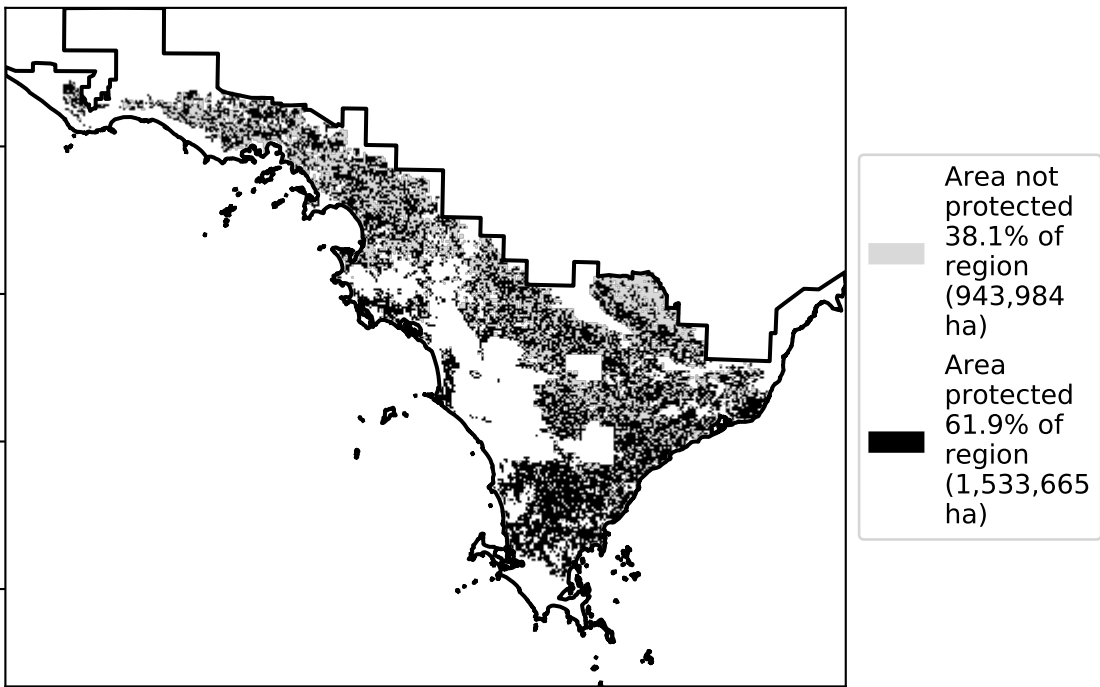 Area not
protected
38.1% of
region
(943,984
ha)
Area
protected
61.9% of
region
(1,533,665
ha)